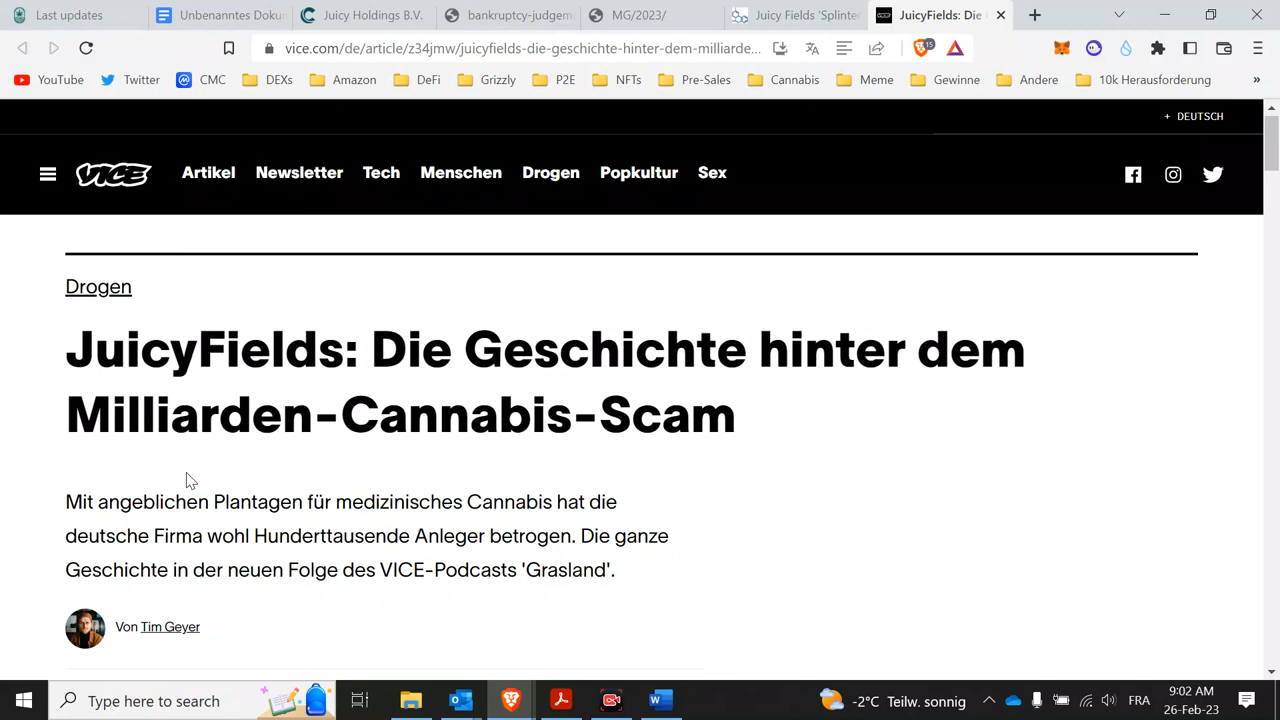 Last updates
Unbenanntes Doku
Juicy Holdings B.V.
bankruptcy-judgem
MG/2023/
Juicy Fields 'Splinter
JuicyFields: Die
vice.com/de/article/z34jmw/juicyfields-die-geschichte-hinter-dem-milliarde...
15
YouTube
Twitter
CMC
DEXs
Amazon
DeFi
Grizzly
P2E
NFTs
Pre-Sales
Cannabis
Meme
Gewinne
Andere
10k Herausforderung
»
+ DEUTSCH
VICE
Artikel
Newsletter
Tech
Menschen
Drogen
Popkultur
Sex
Drogen
JuicyFields: Die Geschichte hinter dem
Milliarden-Cannabis-Scam
Mit angeblichen Plantagen für medizinisches Cannabis hat die
deutsche Firma wohl Hunderttausende Anleger betrogen. Die ganze
Geschichte in der neuen Folge des VICE-Podcasts 'Grasland'.
Von Tim Geyer
Type here to search
-2°C Teilw. sonnig
FRA
9:02 AM
26-Feb-23